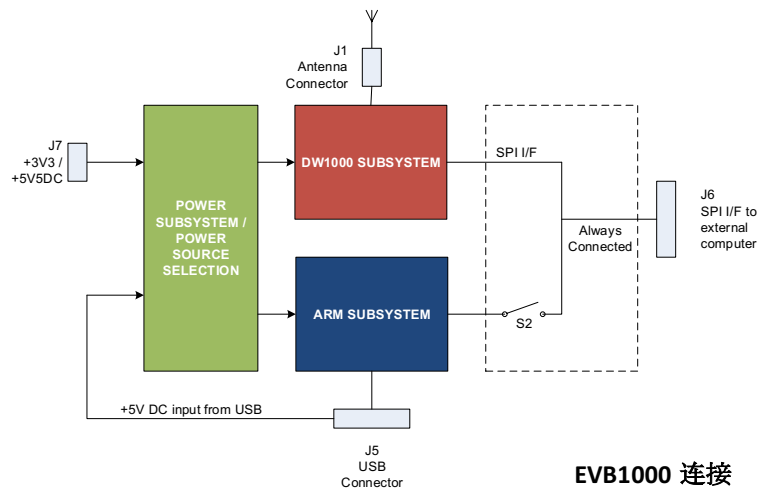 J1
Antenna
Connector
J7
+3V3 /
+5V5DC
POWER
SUBSYSTEM /
POWER
SOURCE
SELECTION
DW1000 SUBSYSTEM
SPI I/F
J6
SPI I/F to
external
computer
Always
Connected
ARM SUBSYSTEM
S2
+5V DC input from USB
J5
USB
Connector
EVB1000 连接